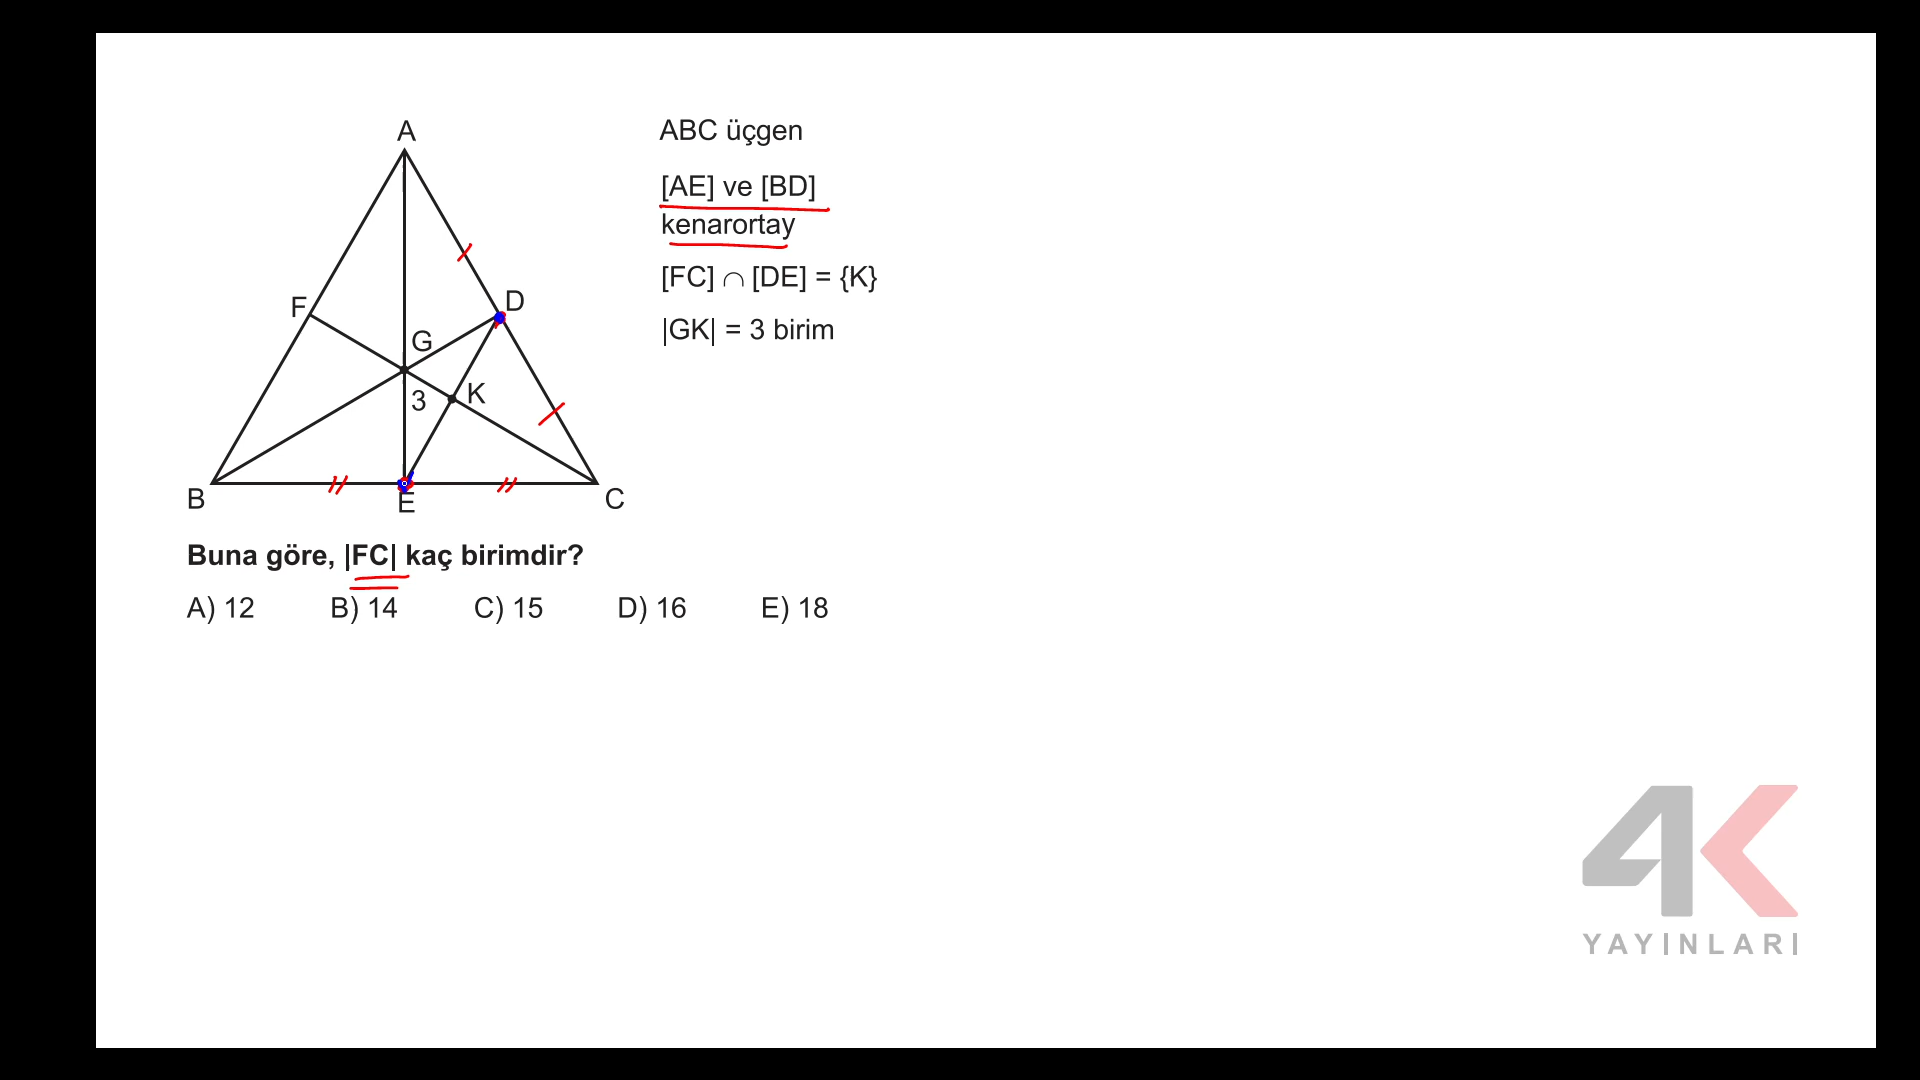 A
ABC üçgen
[AE] ve [BD]
kenarortay
[FC] ∩ [DE] = {K}
F
D
|GK| = 3 birim
G
3
K
B
E
C
Buna göre, |FC| kaç birimdir?
A) 12 B) 14 C) 15 D) 16 E) 18
4K
YAYINLARI